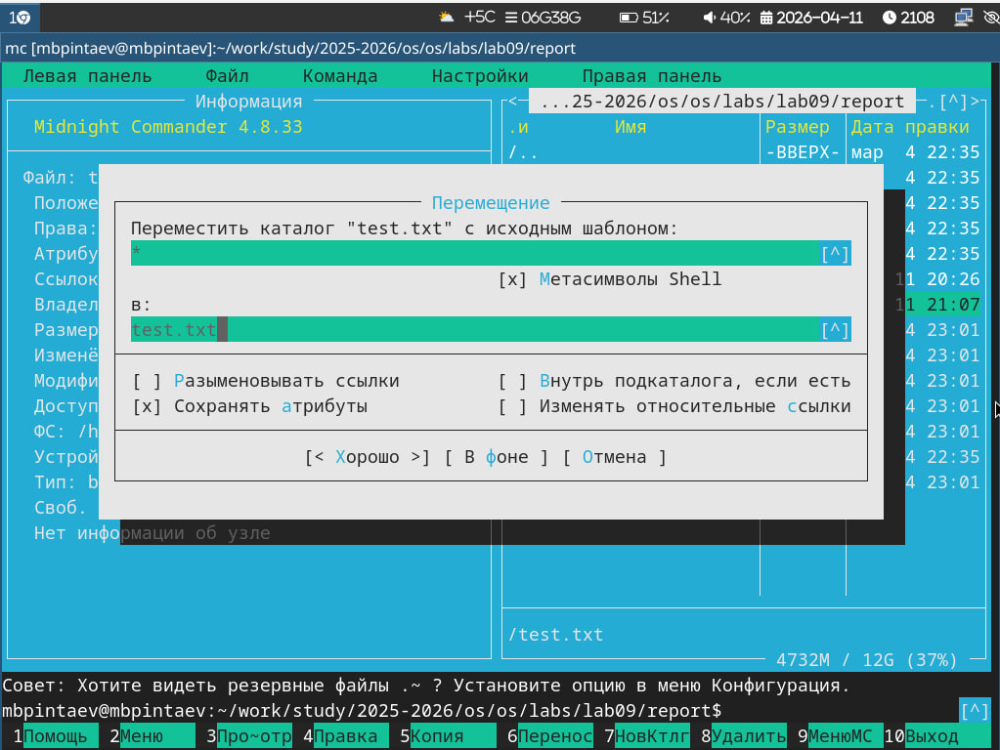 1 +5C 06G38G 51% 40% 2026-04-11 2108
mc [mbpintaev@mbpintaev]:~/work/study/2025-2026/os/os/labs/lab09/report
Левая панель Файл Команда Настройки Правая панель
Информация
Midnight Commander 4.8.33
<─ ...25-2026/os/os/labs/lab09/report .[^]>
.и Имя Размер Дата правки
/.. -ВВЕРХ- мар 4 22:35
Файл: t 4 22:35
Положе 4 22:35
Права: 4 22:35
Атрибу 4 22:35
Ссылок 11 20:26
Владел 11 21:07
Размер 4 23:01
Изменё 4 23:01
Модифи 4 23:01
Доступ 4 23:01
ФС: /h 4 23:01
Устрой 4 22:35
Тип: b 4 23:01
Своб.
Нет информации об узле
Перемещение
Переместить каталог "test.txt" с исходным шаблоном:
* [^]
[x] Метасимволы Shell
в:
test.txt [^]
[ ] Разыменовывать ссылки [ ] Внутрь подкаталога, если есть
[x] Сохранять атрибуты [ ] Изменять относительные ссылки
[< Хорошо >] [ В фоне ] [ Отмена ]
/test.txt
4732M / 12G (37%)
Совет: Хотите видеть резервные файлы .~ ? Установите опцию в меню Конфигурация.
mbpintaev@mbpintaev:~/work/study/2025-2026/os/os/labs/lab09/report$ [^]
1Помощь 2Меню 3Про~отр 4Правка 5Копия 6Перенос 7НовКтлг 8Удалить 9МенюМС 10Выход